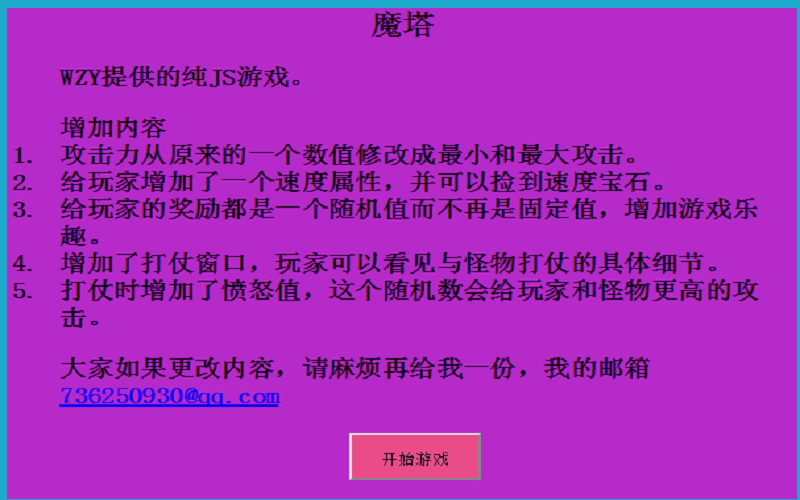 魔塔
WZY提供的纯JS游戏。
增加内容
1. 攻击力从原来的一个数值修改成最小和最大攻击。
2. 给玩家增加了一个速度属性，并可以捡到速度宝石。
3. 给玩家的奖励都是一个随机值而不再是固定值，增加游戏乐
趣。
4. 增加了打仗窗口，玩家可以看见与怪物打仗的具体细节。
5. 打仗时增加了愤怒值，这个随机数会给玩家和怪物更高的攻
击。
大家如果更改内容，请麻烦再给我一份，我的邮箱
736250930@qq.com
开始游戏